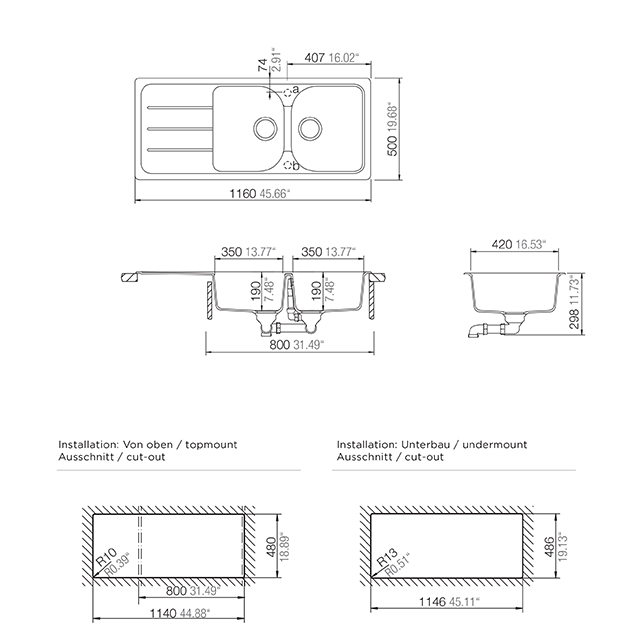 407 16.02"
74 2.91"
a
b
500 19.68"
1160 45.66"
350 13.77"
350 13.77"
420 16.53"
190 7.48"
190 7.48"
298 11.73"
800 31.49"
Installation: Von oben / topmount
Ausschnitt / cut-out
Installation: Unterbau / undermount
Ausschnitt / cut-out
R10
R0.39"
480 18.89"
800 31.49"
1140 44.88"
R13
R0.51"
486 19.13"
1146 45.11"